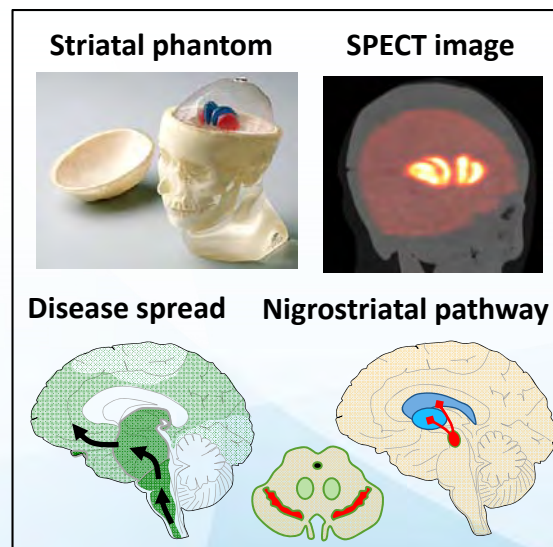 Striatal phantom
SPECT image
Disease spread
Nigrostriatal pathway